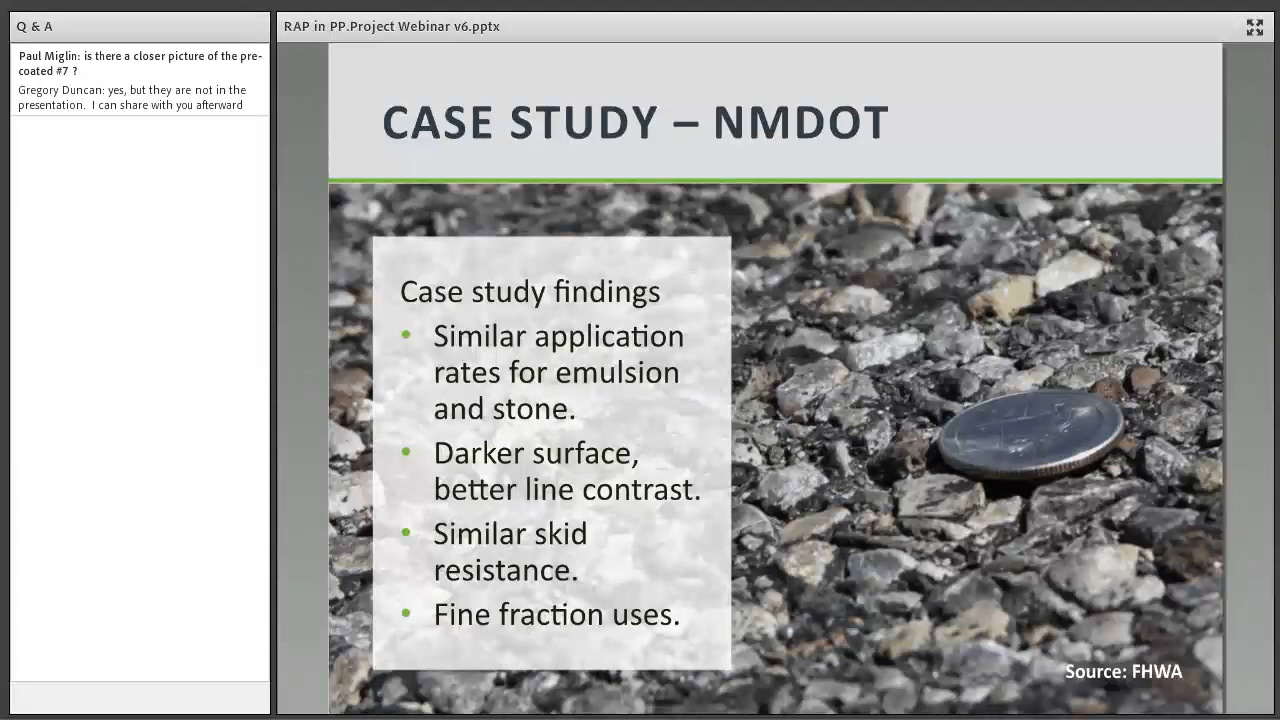 Q & A
Paul Miglin: is there a closer picture of the pre-
coated #7 ?
Gregory Duncan: yes, but they are not in the
presentation.  I can share with you afterward
RAP in PP.Project Webinar v6.pptx
CASE STUDY – NMDOT
Case study findings
• Similar application
rates for emulsion
and stone.
• Darker surface,
better line contrast.
• Similar skid
resistance.
• Fine fraction uses.
Source: FHWA